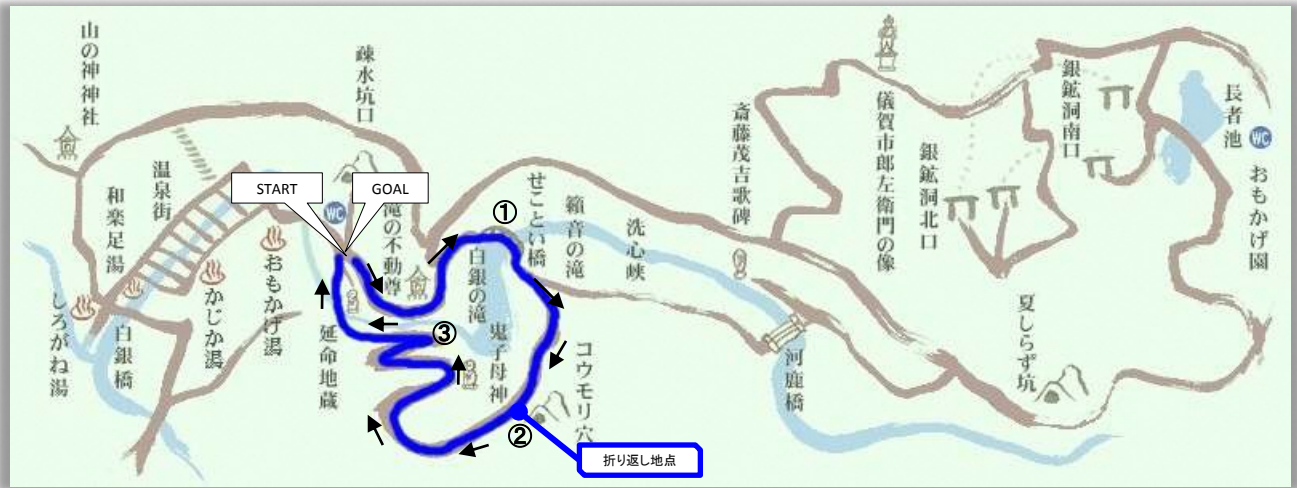 山の神神社
疎水坑口
温泉街
和楽足湯
しろがね湯
白銀橋
かじか湯
おもかげ湯
START
GOAL
WC
滝の不動尊
延命地蔵
白銀の滝
鬼子母神
①
②
③
コウモリ穴
折り返し地点
せことい橋
籟音の滝
洗心峡
斎藤茂吉歌碑
河鹿橋
儀賀市郎左衛門の像
銀鉱洞北口
銀鉱洞南口
夏しらず坑
長者池
WC
おもかげ園